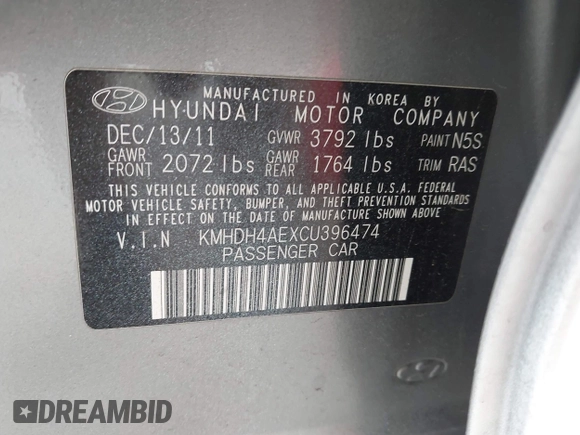 MANUFACTURED IN KOREA BY
HYUNDAI MOTOR COMPANY
DEC/13/11 GVWR 3792 lbs PAINT N5S
GAWR FRONT 2072 lbs GAWR REAR 1764 lbs TRIM RAS
THIS VEHICLE CONFORMS TO ALL APPLICABLE U.S.A. FEDERAL
MOTOR VEHICLE SAFETY, BUMPER, AND THEFT PREVENTION
STANDARDS IN EFFECT ON THE DATE OF MANUFACTURE SHOWN ABOVE.
V.I.N KMHDH4AEXCU396474
PASSENGER CAR
DREAMBID